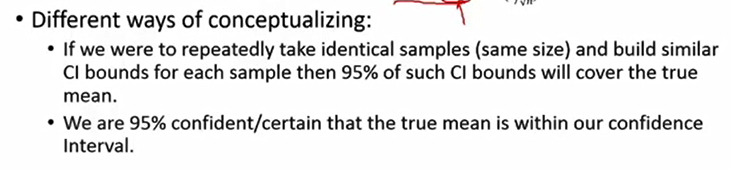 • Different ways of conceptualizing:
• If we were to repeatedly take identical samples (same size) and build similar
CI bounds for each sample then 95% of such CI bounds will cover the true
mean.
• We are 95% confident/certain that the true mean is within our confidence
Interval.